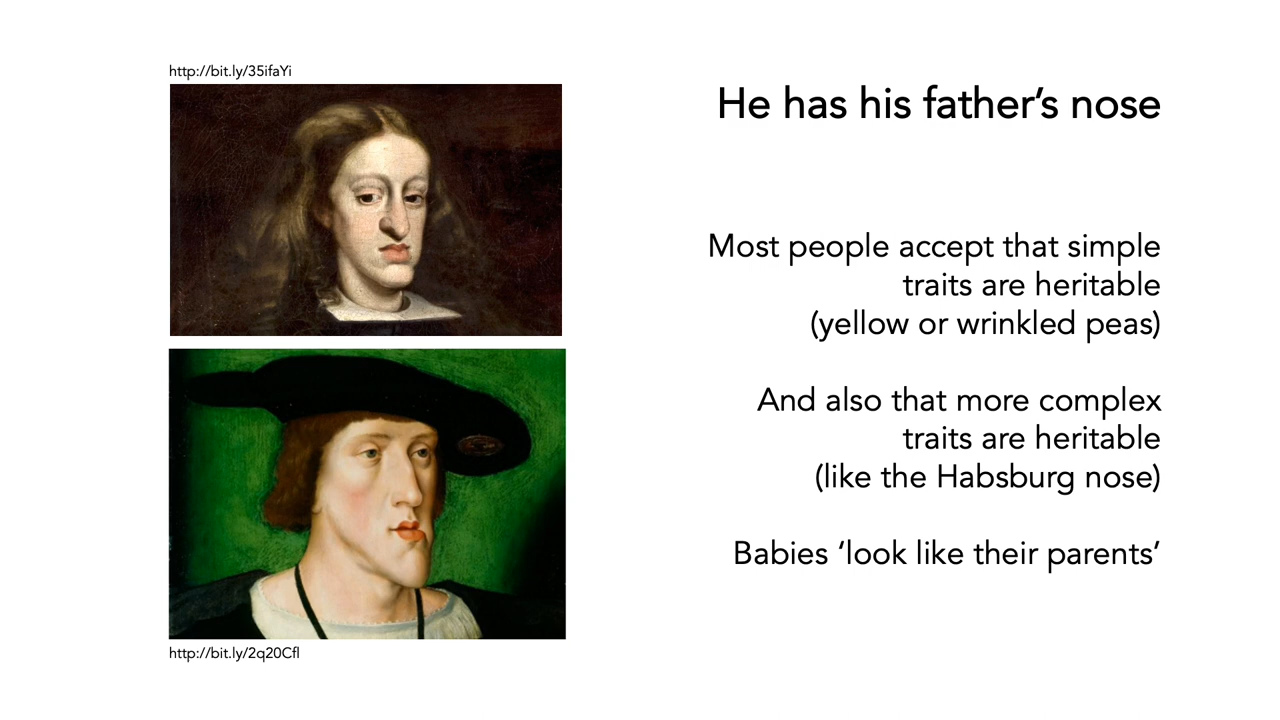 http://bit.ly/35ifaYi
He has his father’s nose
Most people accept that simple
traits are heritable
(yellow or wrinkled peas)
And also that more complex
traits are heritable
(like the Habsburg nose)
Babies ‘look like their parents’
http://bit.ly/2q20Cfl